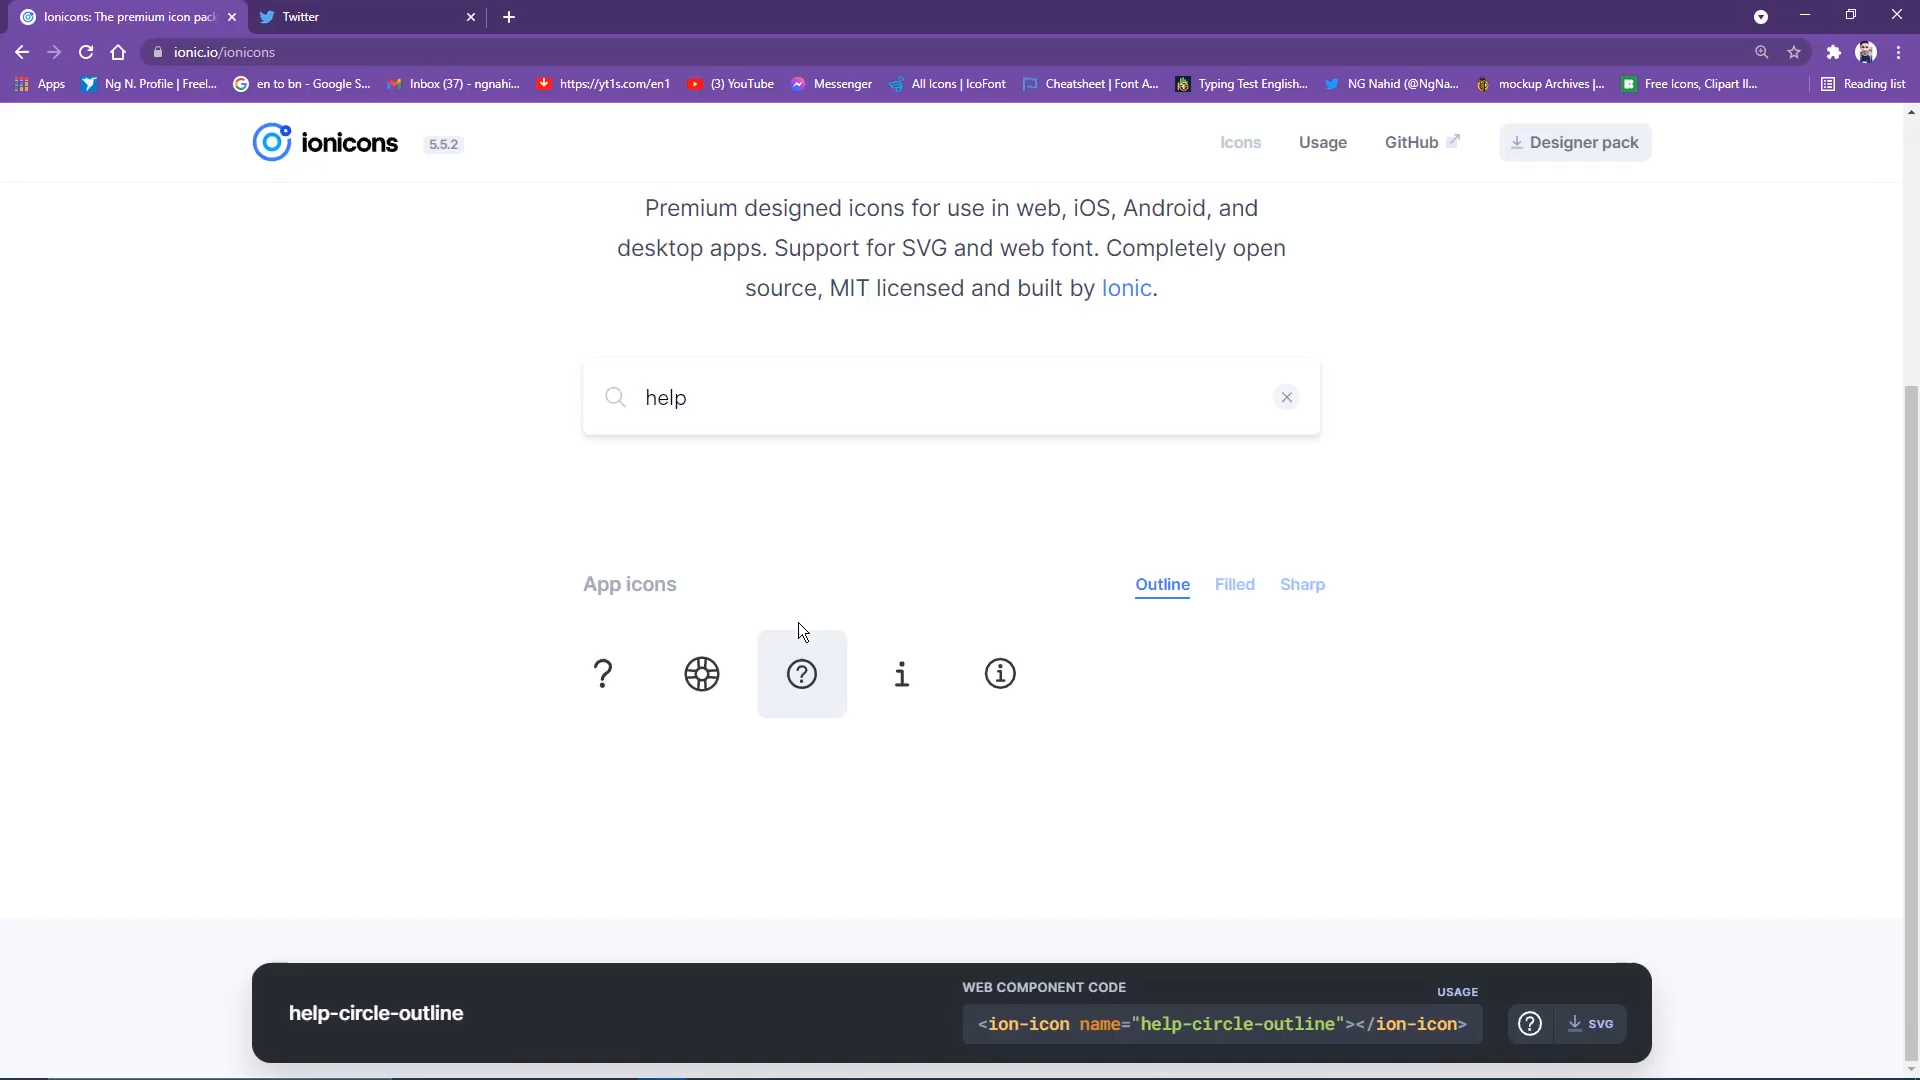 Ionicons: The premium icon pack
Twitter
ionic.io/ionicons
Apps
Ng N. Profile | Freel...
en to bn - Google S...
Inbox (37) - ngnahi...
https://yt1s.com/en1
(3) YouTube
Messenger
All Icons | IcoFont
Cheatsheet | Font A...
Typing Test English...
NG Nahid (@NgNa...
mockup Archives |...
Free Icons, Clipart Il...
Reading list
ionicons
5.5.2
Icons
Usage
GitHub
Designer pack
Premium designed icons for use in web, iOS, Android, and
desktop apps. Support for SVG and web font. Completely open
source, MIT licensed and built by Ionic.
help
App icons
Outline
Filled
Sharp
help-circle-outline
WEB COMPONENT CODE
USAGE
<ion-icon name="help-circle-outline"></ion-icon>
SVG